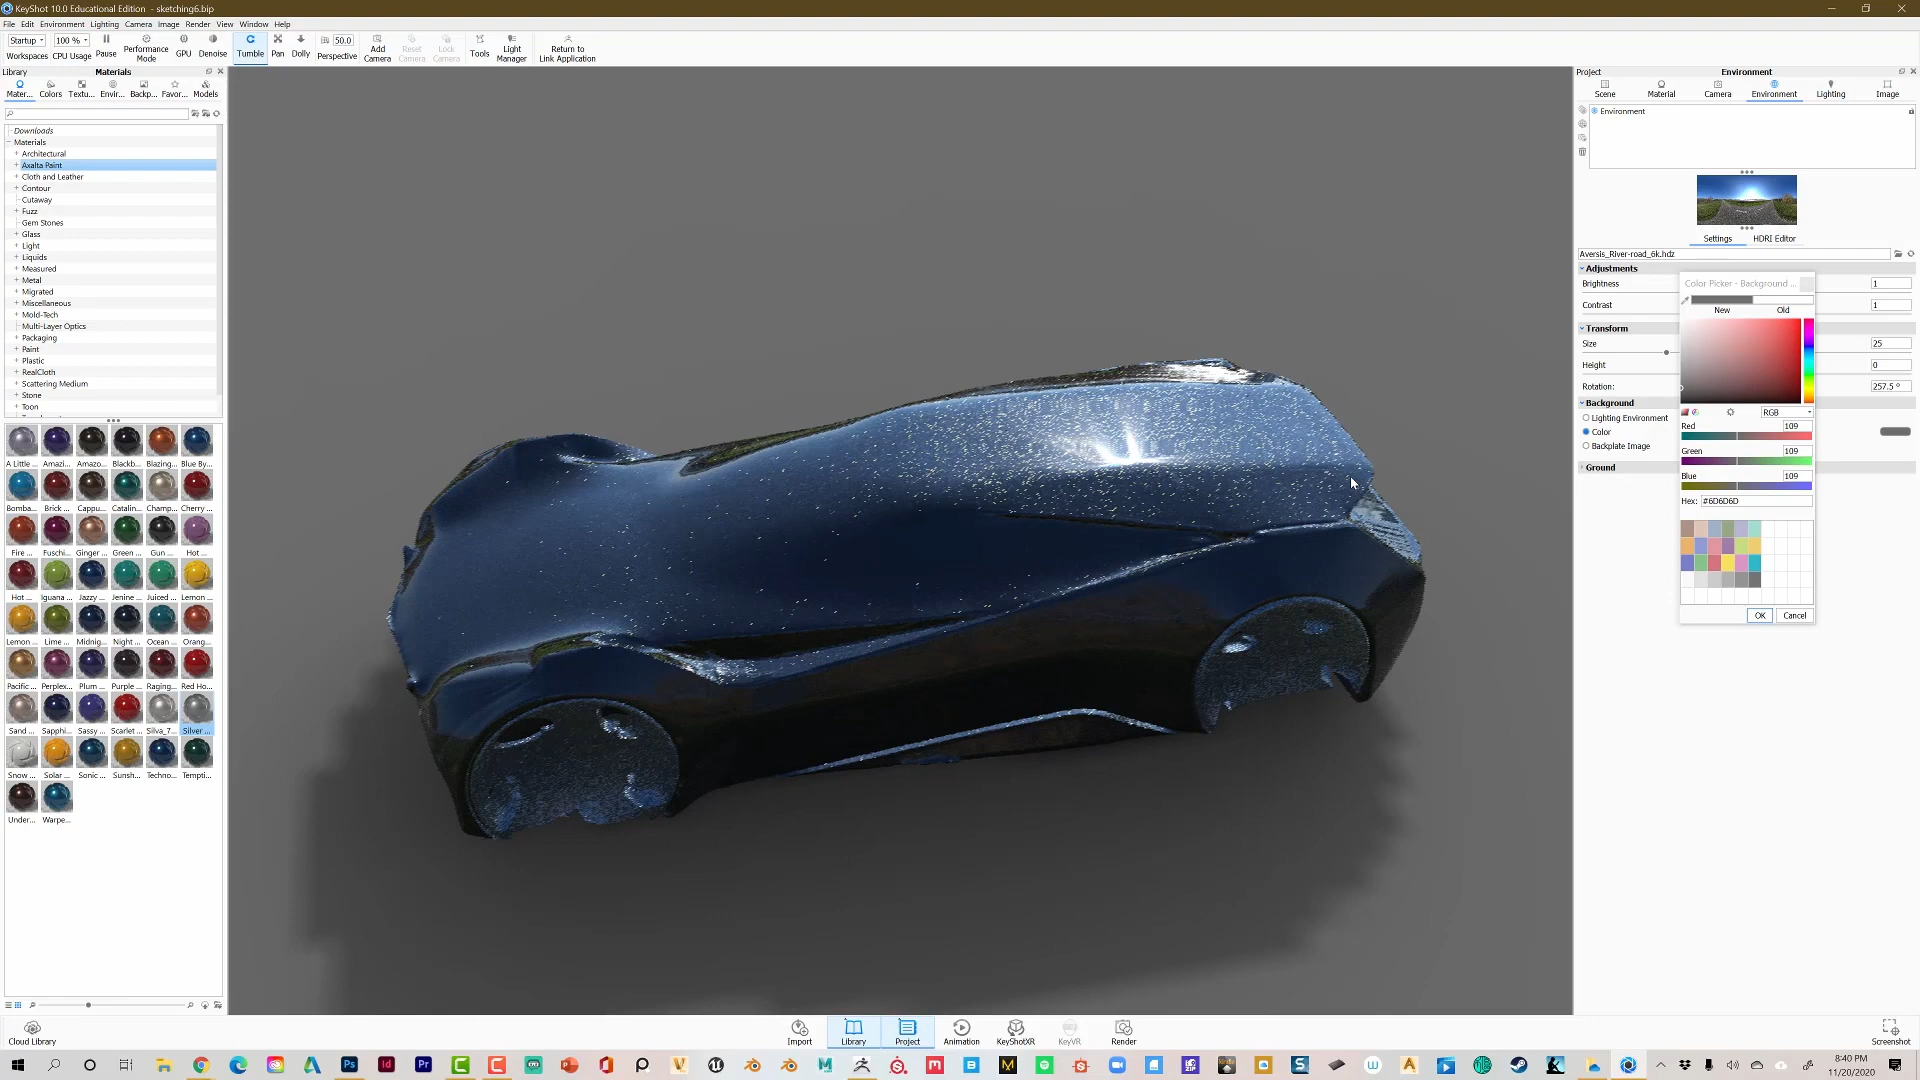 KeyShot 10.0 Educational Edition - sketching6.bip
File Edit Environment Lighting Camera Image Render View Window Help
Startup 100 % 50.0
Workspaces CPU Usage Pause Performance Mode GPU Denoise Tumble Pan Dolly Perspective Add Camera Reset Camera Lock Camera Tools Light Manager Return to Link Application
Library Materials
Mater... Colors Textu... Envir... Backp... Favor... Models
Downloads
Materials
Architectural
Axalta Paint
Cloth and Leather
Contour
Cutaway
Fuzz
Gem Stones
Glass
Light
Liquids
Measured
Metal
Migrated
Miscellaneous
Mold-Tech
Multi-Layer Optics
Packaging
Paint
Plastic
RealCloth
Scattering Medium
Stone
Toon
A Little ... Amazi... Amazo... Blackb... Blazing... Blue By...
Bomba... Brick ... Cappu... Catalin... Champ... Cherry ...
Fire ... Fuschi... Ginger ... Green ... Gun ... Hot ...
Hot ... Iguana ... Jazzy ... Jenine ... Juiced ... Lemon ...
Lemon ... Lime ... Midnig... Night ... Ocean ... Orang...
Pacific ... Perplex... Plum ... Purple ... Raging... Red Ho...
Sand ... Sapphi... Sassy ... Scarlet ... Silva_7... Silver ...
Snow ... Solar ... Sonic ... Sunsh... Techno... Tempti...
Under... Warpe...
Cloud Library
Import Library Project Animation KeyShotXR KeyVR Render
Screenshot
Project Environment
Scene Material Camera Environment Lighting Image
Environment
Settings HDRI Editor
Aversis_River-road_6k.hdz
Adjustments
Brightness 1
Contrast 1
Transform
Size 25
Height 0
Rotation: 257.5 °
Background
Lighting Environment
Color
Backplate Image
Ground
Color Picker - Background ...
New Old
RGB
Red 109
Green 109
Blue 109
Hex: #6D6D6D
OK Cancel
8:40 PM
11/20/2020